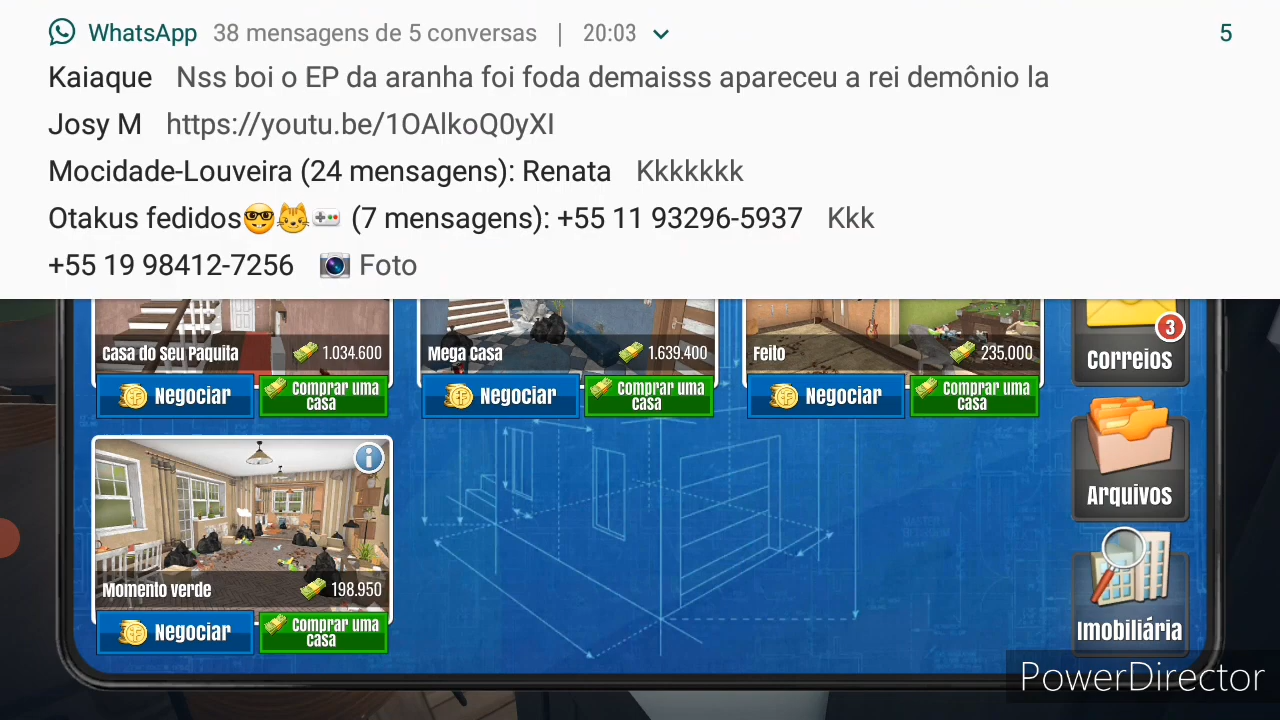 WhatsApp 38 mensagens de 5 conversas | 20:03 5
Kaiaque Nss boi o EP da aranha foi foda demaisss apareceu a rei demônio la
Josy M https://youtu.be/1OAlkoQ0yXI
Mocidade-Louveira (24 mensagens): Renata Kkkkkkk
Otakus fedidos🤓😺🎮 (7 mensagens): +55 11 93296-5937 Kkk
+55 19 98412-7256 📷 Foto
Casa do Seu Paquita 1.034.600
Negociar
Comprar uma
casa
Mega Casa 1.639.400
Negociar
Comprar uma
casa
Feito 235.000
Negociar
Comprar uma
casa
3
Correios
Arquivos
i
Momento verde 198.950
Negociar
Comprar uma
casa
Imobiliária
PowerDirector